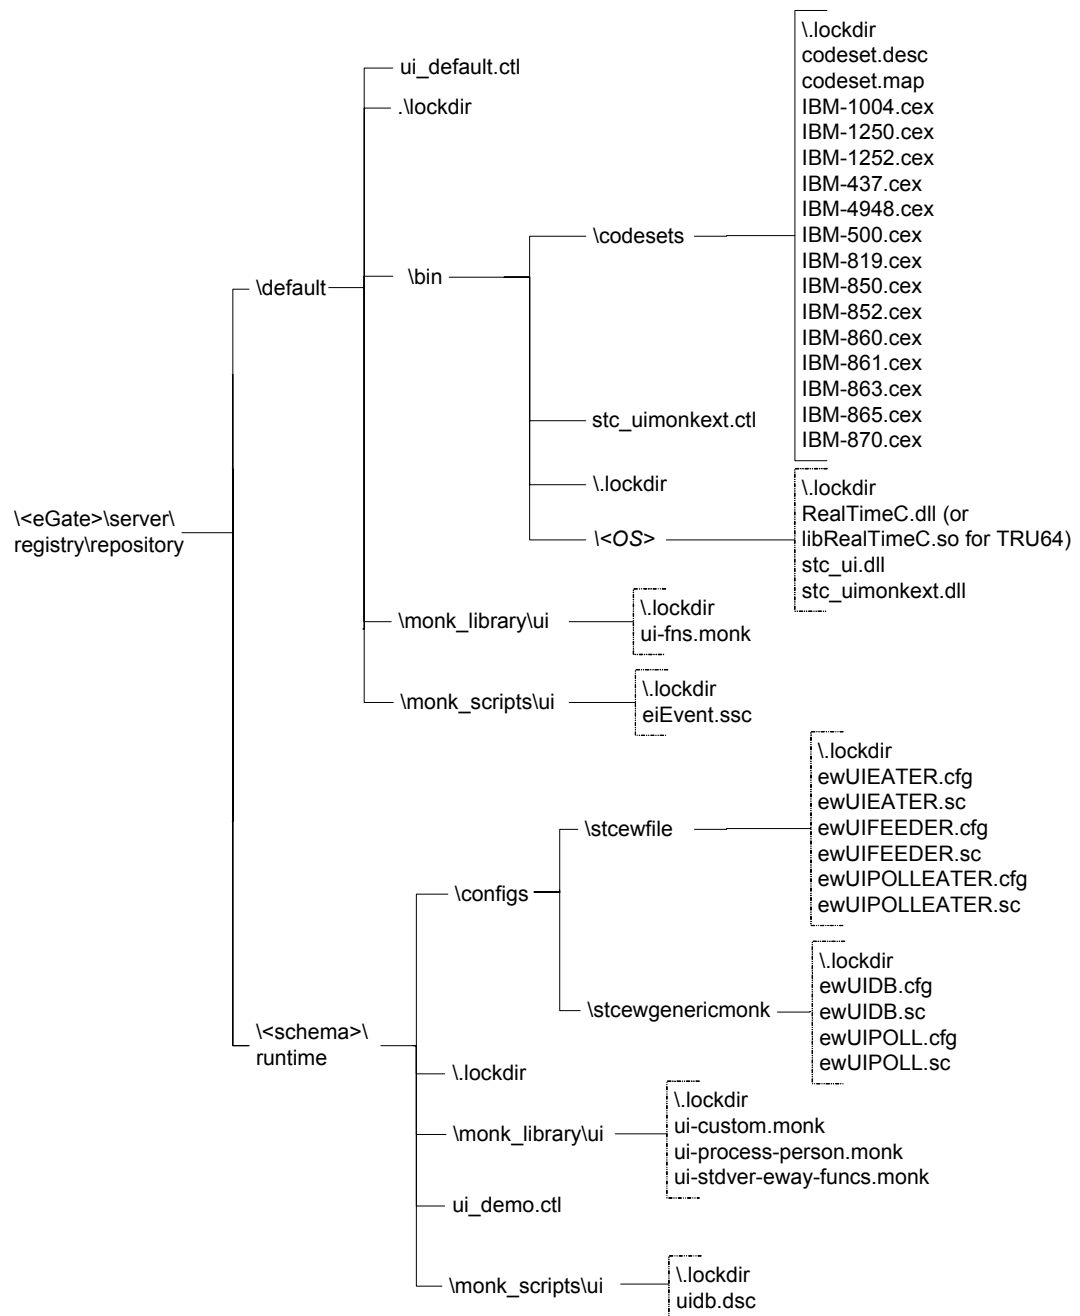 \<eGate>\server\
registry\repository
\default
ui_default.ctl
.\lockdir
\bin
\codesets
\.lockdir
codeset.desc
codeset.map
IBM-1004.cex
IBM-1250.cex
IBM-1252.cex
IBM-437.cex
IBM-4948.cex
IBM-500.cex
IBM-819.cex
IBM-850.cex
IBM-852.cex
IBM-860.cex
IBM-861.cex
IBM-863.cex
IBM-865.cex
IBM-870.cex
stc_uimonkext.ctl
\.lockdir
\<OS>
\.lockdir
RealTimeC.dll (or
libRealTimeC.so for TRU64)
stc_ui.dll
stc_uimonkext.dll
\monk_library\ui
\.lockdir
ui-fns.monk
\monk_scripts\ui
\.lockdir
eiEvent.ssc
\<schema>\
runtime
\configs
\stcewfile
\.lockdir
ewUIEATER.cfg
ewUIEATER.sc
ewUIFEEDER.cfg
ewUIFEEDER.sc
ewUIPOLLEATER.cfg
ewUIPOLLEATER.sc
\stcewgenericmonk
\.lockdir
ewUIDB.cfg
ewUIDB.sc
ewUIPOLL.cfg
ewUIPOLL.sc
\.lockdir
\monk_library\ui
\.lockdir
ui-custom.monk
ui-process-person.monk
ui-stdver-eway-funcs.monk
ui_demo.ctl
\monk_scripts\ui
\.lockdir
uidb.dsc